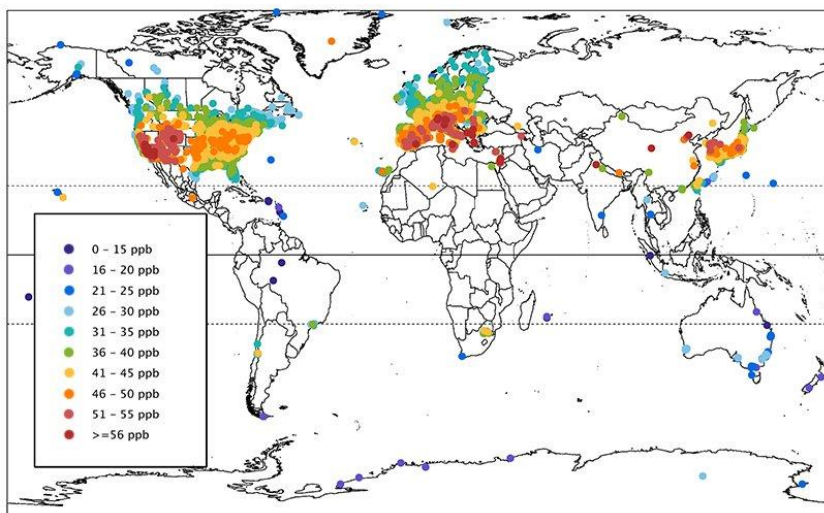 0 – 15 ppb
16 – 20 ppb
21 – 25 ppb
26 – 30 ppb
31 – 35 ppb
36 – 40 ppb
41 – 45 ppb
46 – 50 ppb
51 – 55 ppb
>=56 ppb